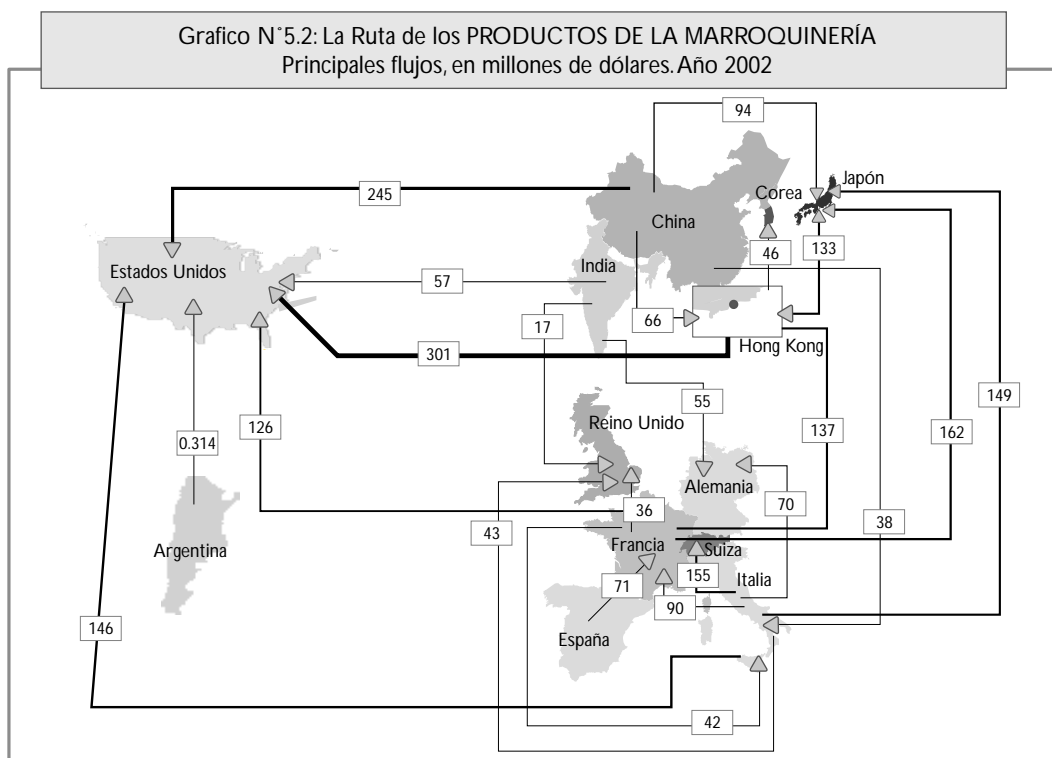 Grafico N°5.2: La Ruta de los PRODUCTOS DE LA MARROQUINERÍA
Principales flujos, en millones de dólares. Año 2002
94
Japón
Corea
245
China
Estados Unidos
India
57
46
133
17
66
Hong Kong
301
55
149
126
Reino Unido
137
162
0.314
Alemania
36
70
43
38
Argentina
Francia
Suiza
71
155
Italia
90
146
España
42